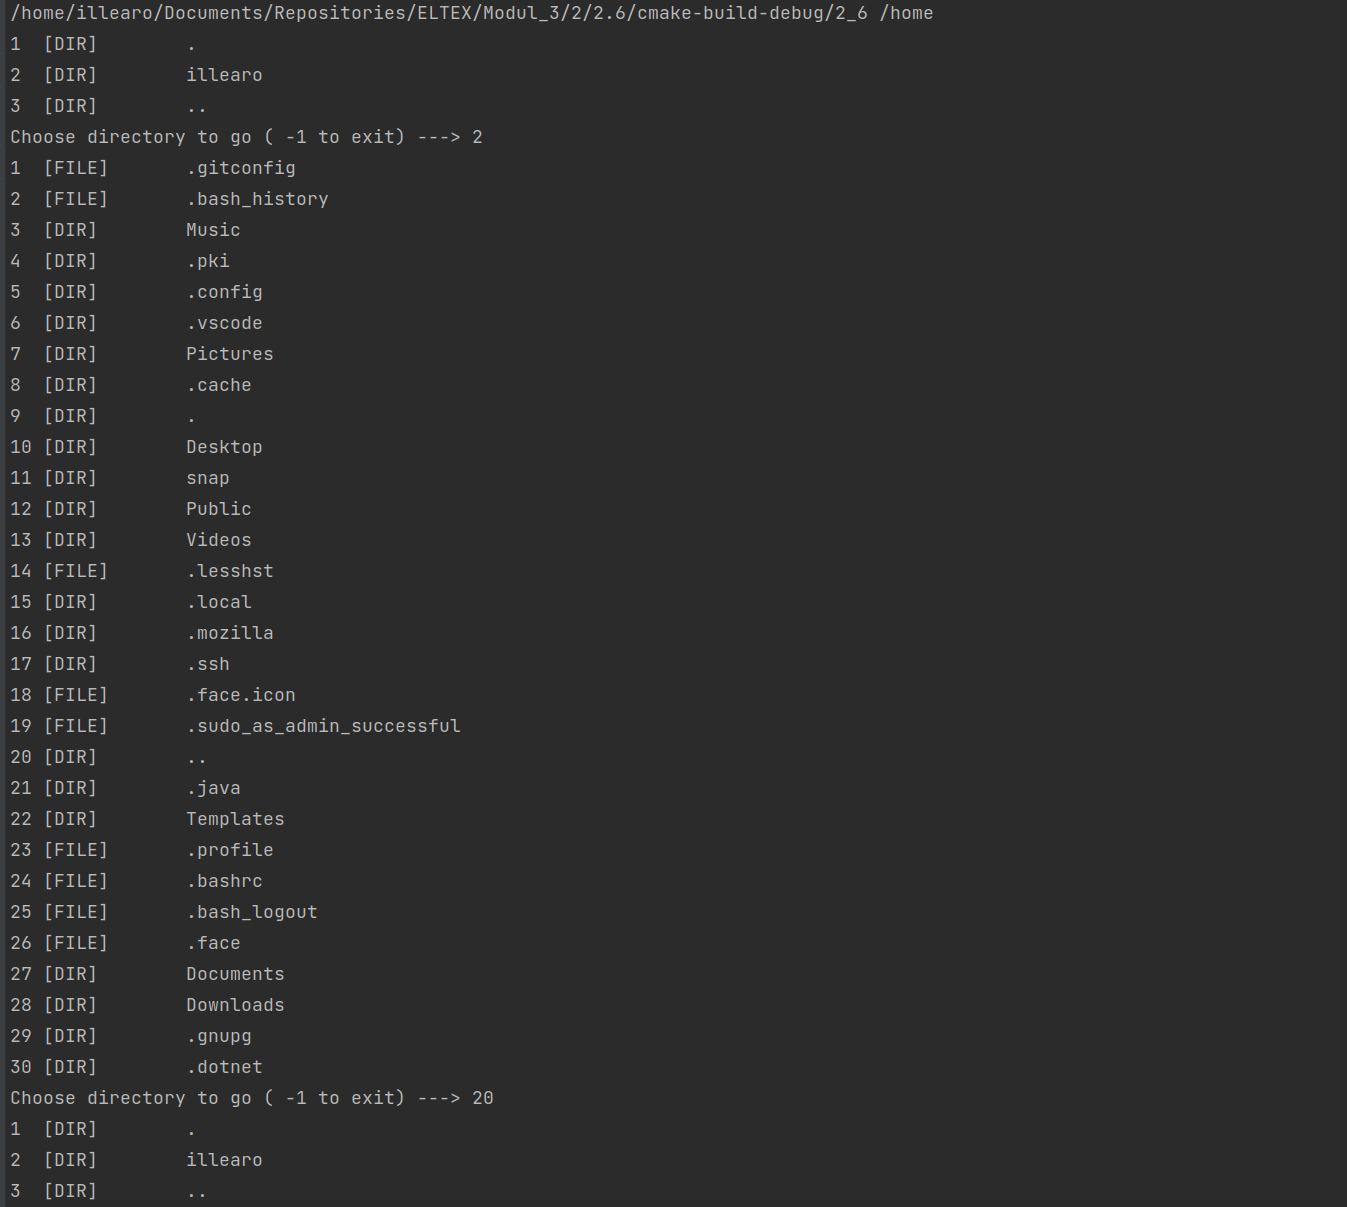 /home/illearo/Documents/Repositories/ELTEX/Modul_3/2/2.6/cmake-build-debug/2_6 /home
1  [DIR]        .
2  [DIR]        illearo
3  [DIR]        ..
Choose directory to go ( -1 to exit) ---> 2
1  [FILE]       .gitconfig
2  [FILE]       .bash_history
3  [DIR]        Music
4  [DIR]        .pki
5  [DIR]        .config
6  [DIR]        .vscode
7  [DIR]        Pictures
8  [DIR]        .cache
9  [DIR]        .
10 [DIR]        Desktop
11 [DIR]        snap
12 [DIR]        Public
13 [DIR]        Videos
14 [FILE]       .lesshst
15 [DIR]        .local
16 [DIR]        .mozilla
17 [DIR]        .ssh
18 [FILE]       .face.icon
19 [FILE]       .sudo_as_admin_successful
20 [DIR]        ..
21 [DIR]        .java
22 [DIR]        Templates
23 [FILE]       .profile
24 [FILE]       .bashrc
25 [FILE]       .bash_logout
26 [FILE]       .face
27 [DIR]        Documents
28 [DIR]        Downloads
29 [DIR]        .gnupg
30 [DIR]        .dotnet
Choose directory to go ( -1 to exit) ---> 20
1  [DIR]        .
2  [DIR]        illearo
3  [DIR]        ..